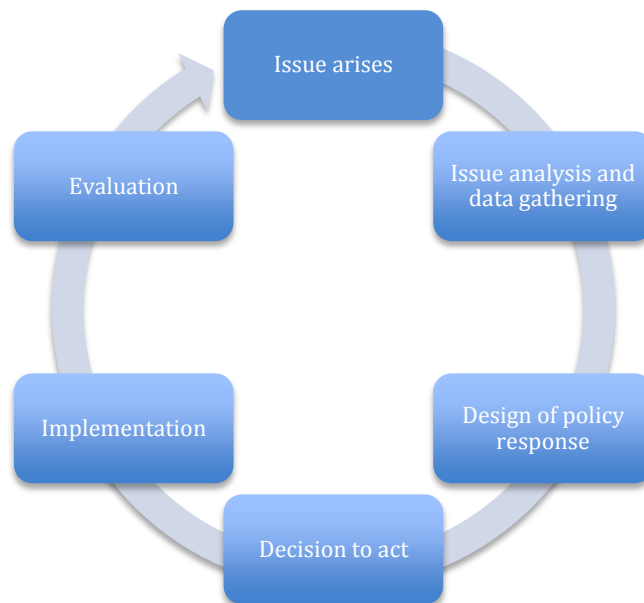 Issue arises
Issue analysis and
data gathering
Design of policy
response
Decision to act
Implementation
Evaluation